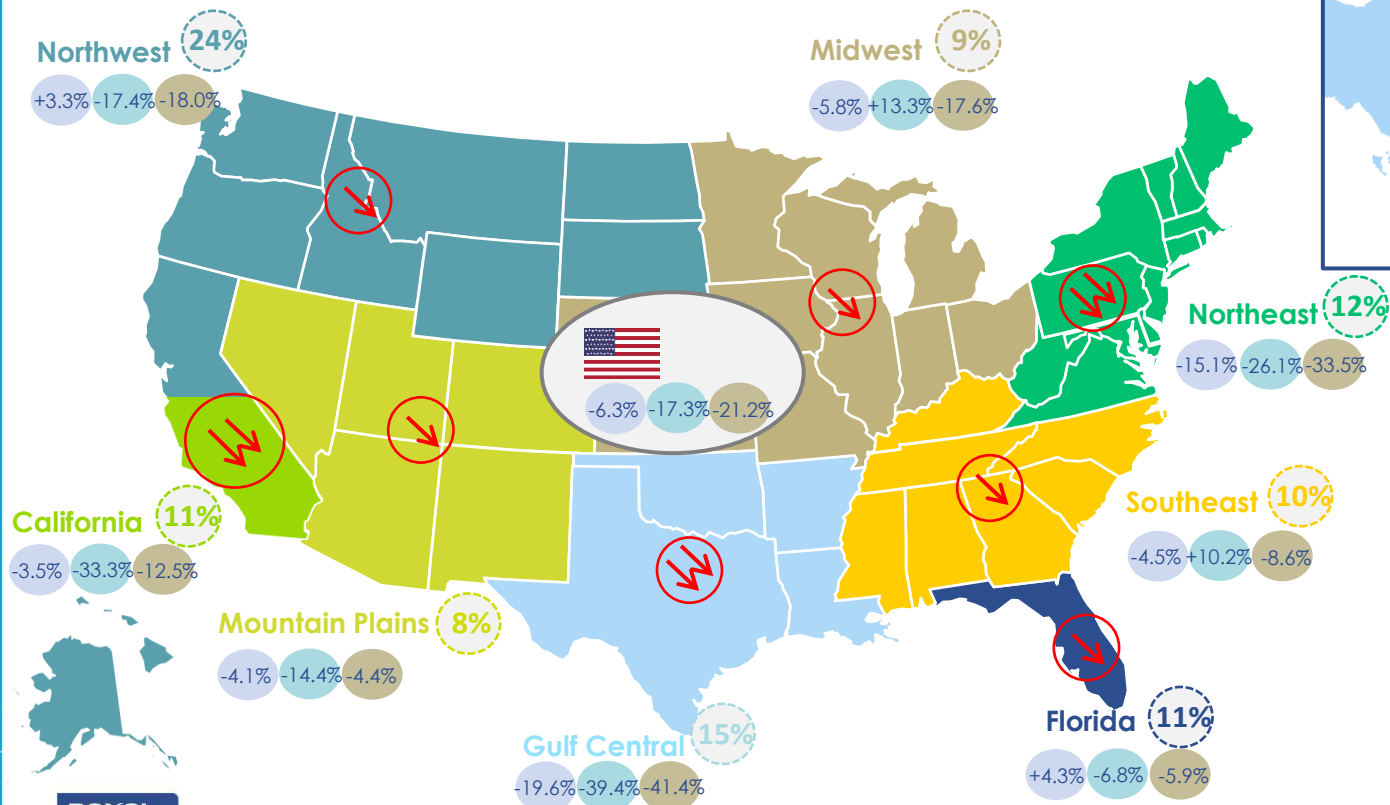 Northwest 24%
+3.3% -17.4% -18.0%
Midwest 9%
-5.8% +13.3% -17.6%
Northeast 12%
-15.1% -26.1% -33.5%
-6.3% -17.3% -21.2%
California 11%
-3.5% -33.3% -12.5%
Southeast 10%
-4.5% +10.2% -8.6%
Mountain Plains 8%
-4.1% -14.4% -4.4%
Gulf Central 15%
-19.6% -39.4% -41.4%
Florida 11%
+4.3% -6.8% -5.9%